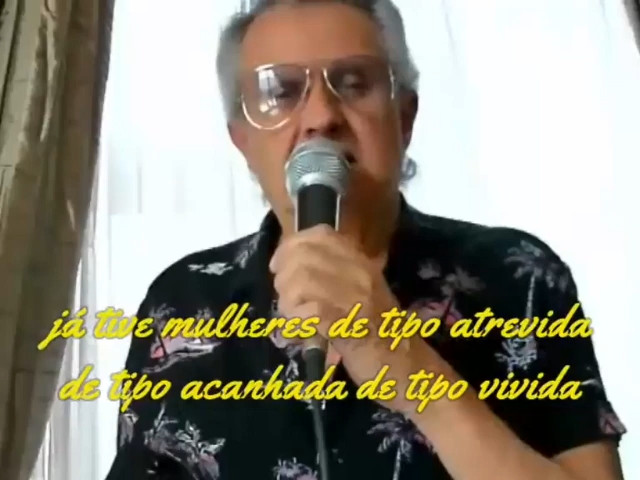 já tive mulheres de tipo atrevida
de tipo acanhada de tipo vivida